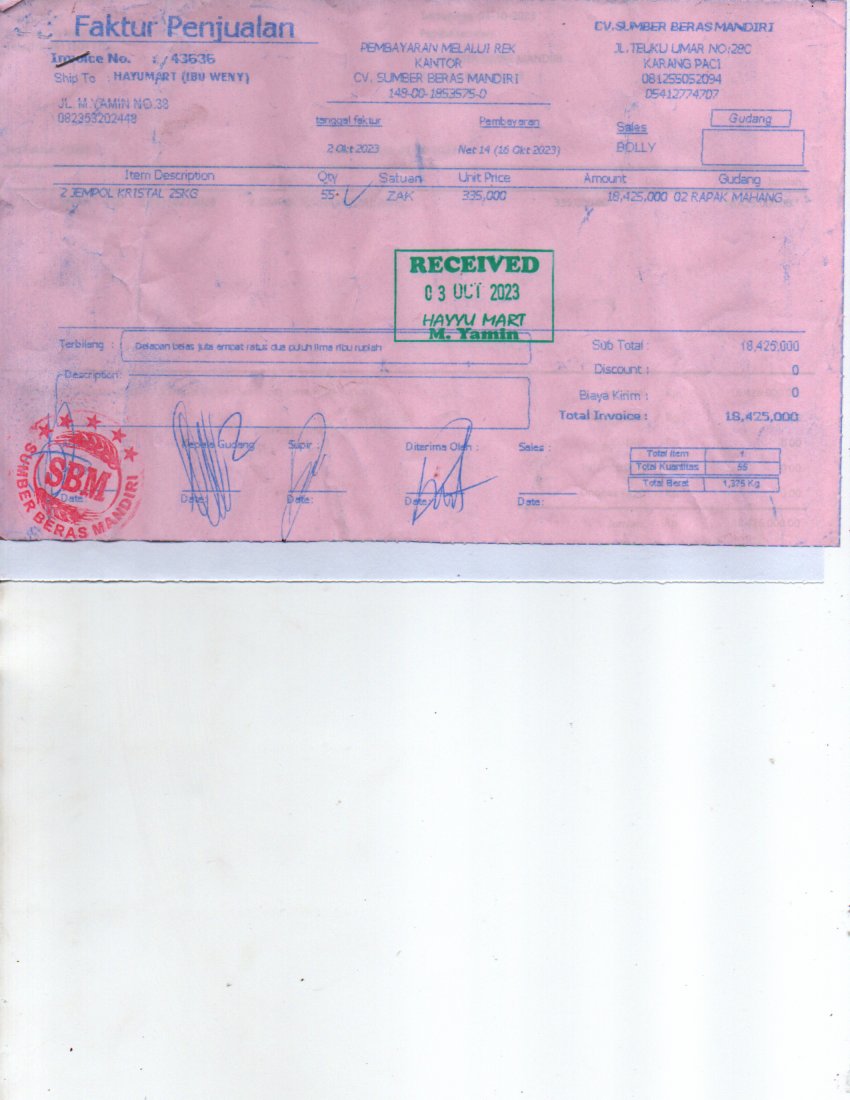 Faktur Penjualan
CV.SUMBER BERAS MANDIRI
Invoice No. : 43636
PEMBAYARAN MELALUI REK
JL.TEUKU UMAR NO:28C
Ship To : HAYUMART (IBU WENY)
KANTOR
KARANG PACI
CV. SUMBER BERAS MANDIRI
081255052094
JL. M.YAMIN NO.38
148-00-1853575-0
05412774707
082353202448
tanggal faktur Pembayaran Sales Gudang
2 Okt 2023 Net 14 (16 Okt 2023) BOLLY
Item Description Qty Satuan Unit Price Amount Gudang
2 JEMPOL KRISTAL 25KG 55 ZAK 335,000 18,425,000 02 RAPAK MAHANG
RECEIVED
03 OCT 2023
HAYYU MART
M. Yamin
Terbilang : Delapan belas juta empat ratus dua puluh lima ribu rupiah
Sub Total : 18,425,000
Description:
Discount : 0
Biaya Kirim : 0
Total Invoice : 18,425,000
Kepala Gudang Supir : Diterima Oleh : Sales :
Total Item 1
Total Kuantitas 55
Total Berat 1,375 Kg
Date Date: Date: Date: Date:
SBM
SUMBER BERAS MANDIRI